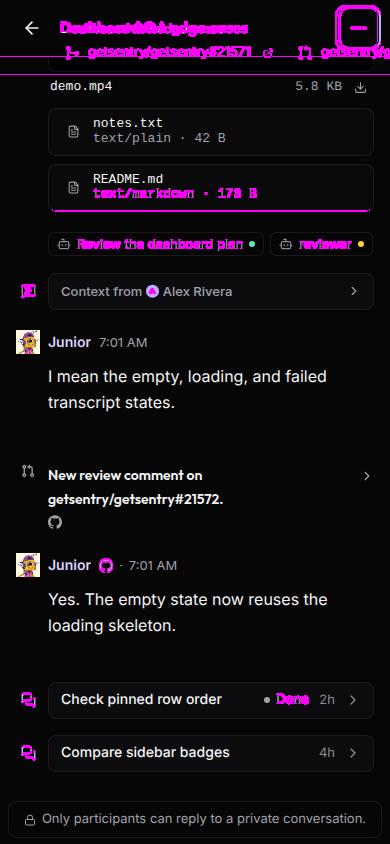 getsentry/getsentry#21571
demo.mp4 5.8 KB
notes.txt
text/plain · 42 B
README.md
text/markdown · 173 B
Review the dashboard plan
reviewer
Context from Alex Rivera
Junior 7:01 AM
I mean the empty, loading, and failed
transcript states.
New review comment on
getsentry/getsentry#21572.
Junior · 7:01 AM
Yes. The empty state now reuses the
loading skeleton.
Check pinned row order Done 2h
Compare sidebar badges 4h
Only participants can reply to a private conversation.